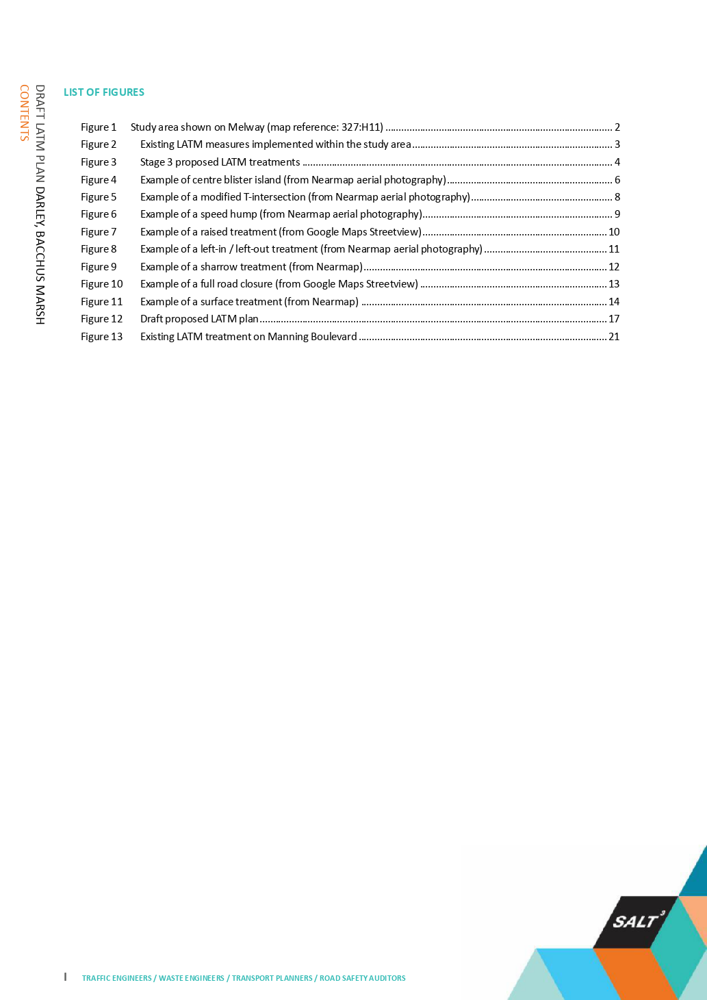 DRAFT LATM PLAN DARLEY, BACCHUS MARSH
CONTENTS
LIST OF FIGURES
Figure 1 Study area shown on Melway (map reference: 327:H11) ........ 2
Figure 2 Existing LATM measures implemented within the study area ........ 3
Figure 3 Stage 3 proposed LATM treatments ........ 4
Figure 4 Example of centre blister island (from Nearmap aerial photography) ........ 6
Figure 5 Example of a modified T-intersection (from Nearmap aerial photography) ........ 8
Figure 6 Example of a speed hump (from Nearmap aerial photography) ........ 9
Figure 7 Example of a raised treatment (from Google Maps Streetview) ........ 10
Figure 8 Example of a left-in / left-out treatment (from Nearmap aerial photography) ........ 11
Figure 9 Example of a sharrow treatment (from Nearmap) ........ 12
Figure 10 Example of a full road closure (from Google Maps Streetview) ........ 13
Figure 11 Example of a surface treatment (from Nearmap) ........ 14
Figure 12 Draft proposed LATM plan ........ 17
Figure 13 Existing LATM treatment on Manning Boulevard ........ 21
SALT3
I TRAFFIC ENGINEERS / WASTE ENGINEERS / TRANSPORT PLANNERS / ROAD SAFETY AUDITORS